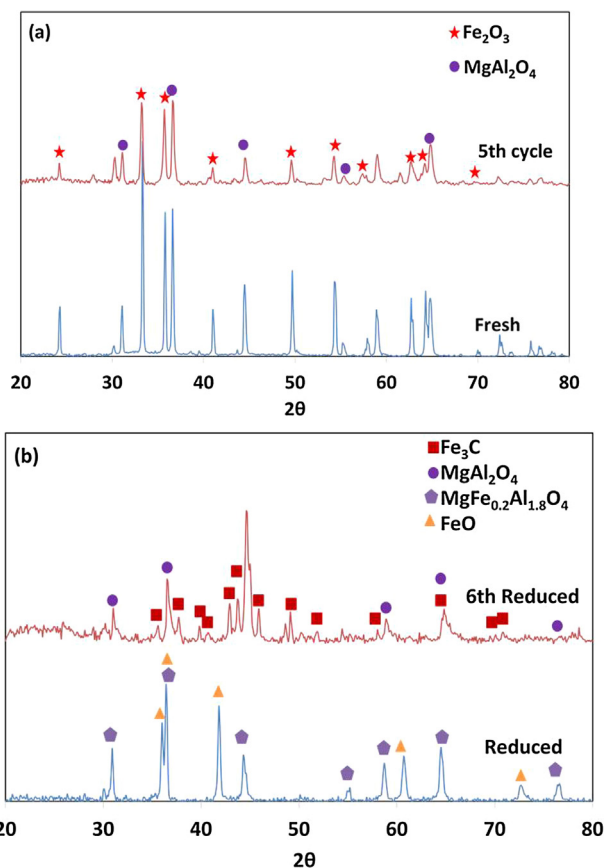 (a)
Fe₂O₃
MgAl₂O₄
5th cycle
Fresh
20 30 40 50 60 70 80
2θ
(b)
Fe₃C
MgAl₂O₄
MgFe₀.₂Al₁.₈O₄
FeO
6th Reduced
Reduced
20 30 40 50 60 70 80
2θ